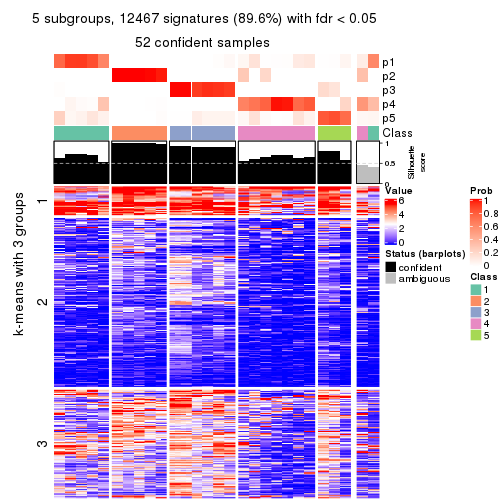 5 subgroups, 12467 signatures (89.6%) with fdr < 0.05
52 confident samples
p1
p2
p3
p4
p5
Class
1
0.5
0
Silhouette
score
k-means with 3 groups
1
2
3
Value
6
4
2
0
Status (barplots)
confident
ambiguous
Prob
1
0.8
0.6
0.4
0.2
0
Class
1
2
3
4
5